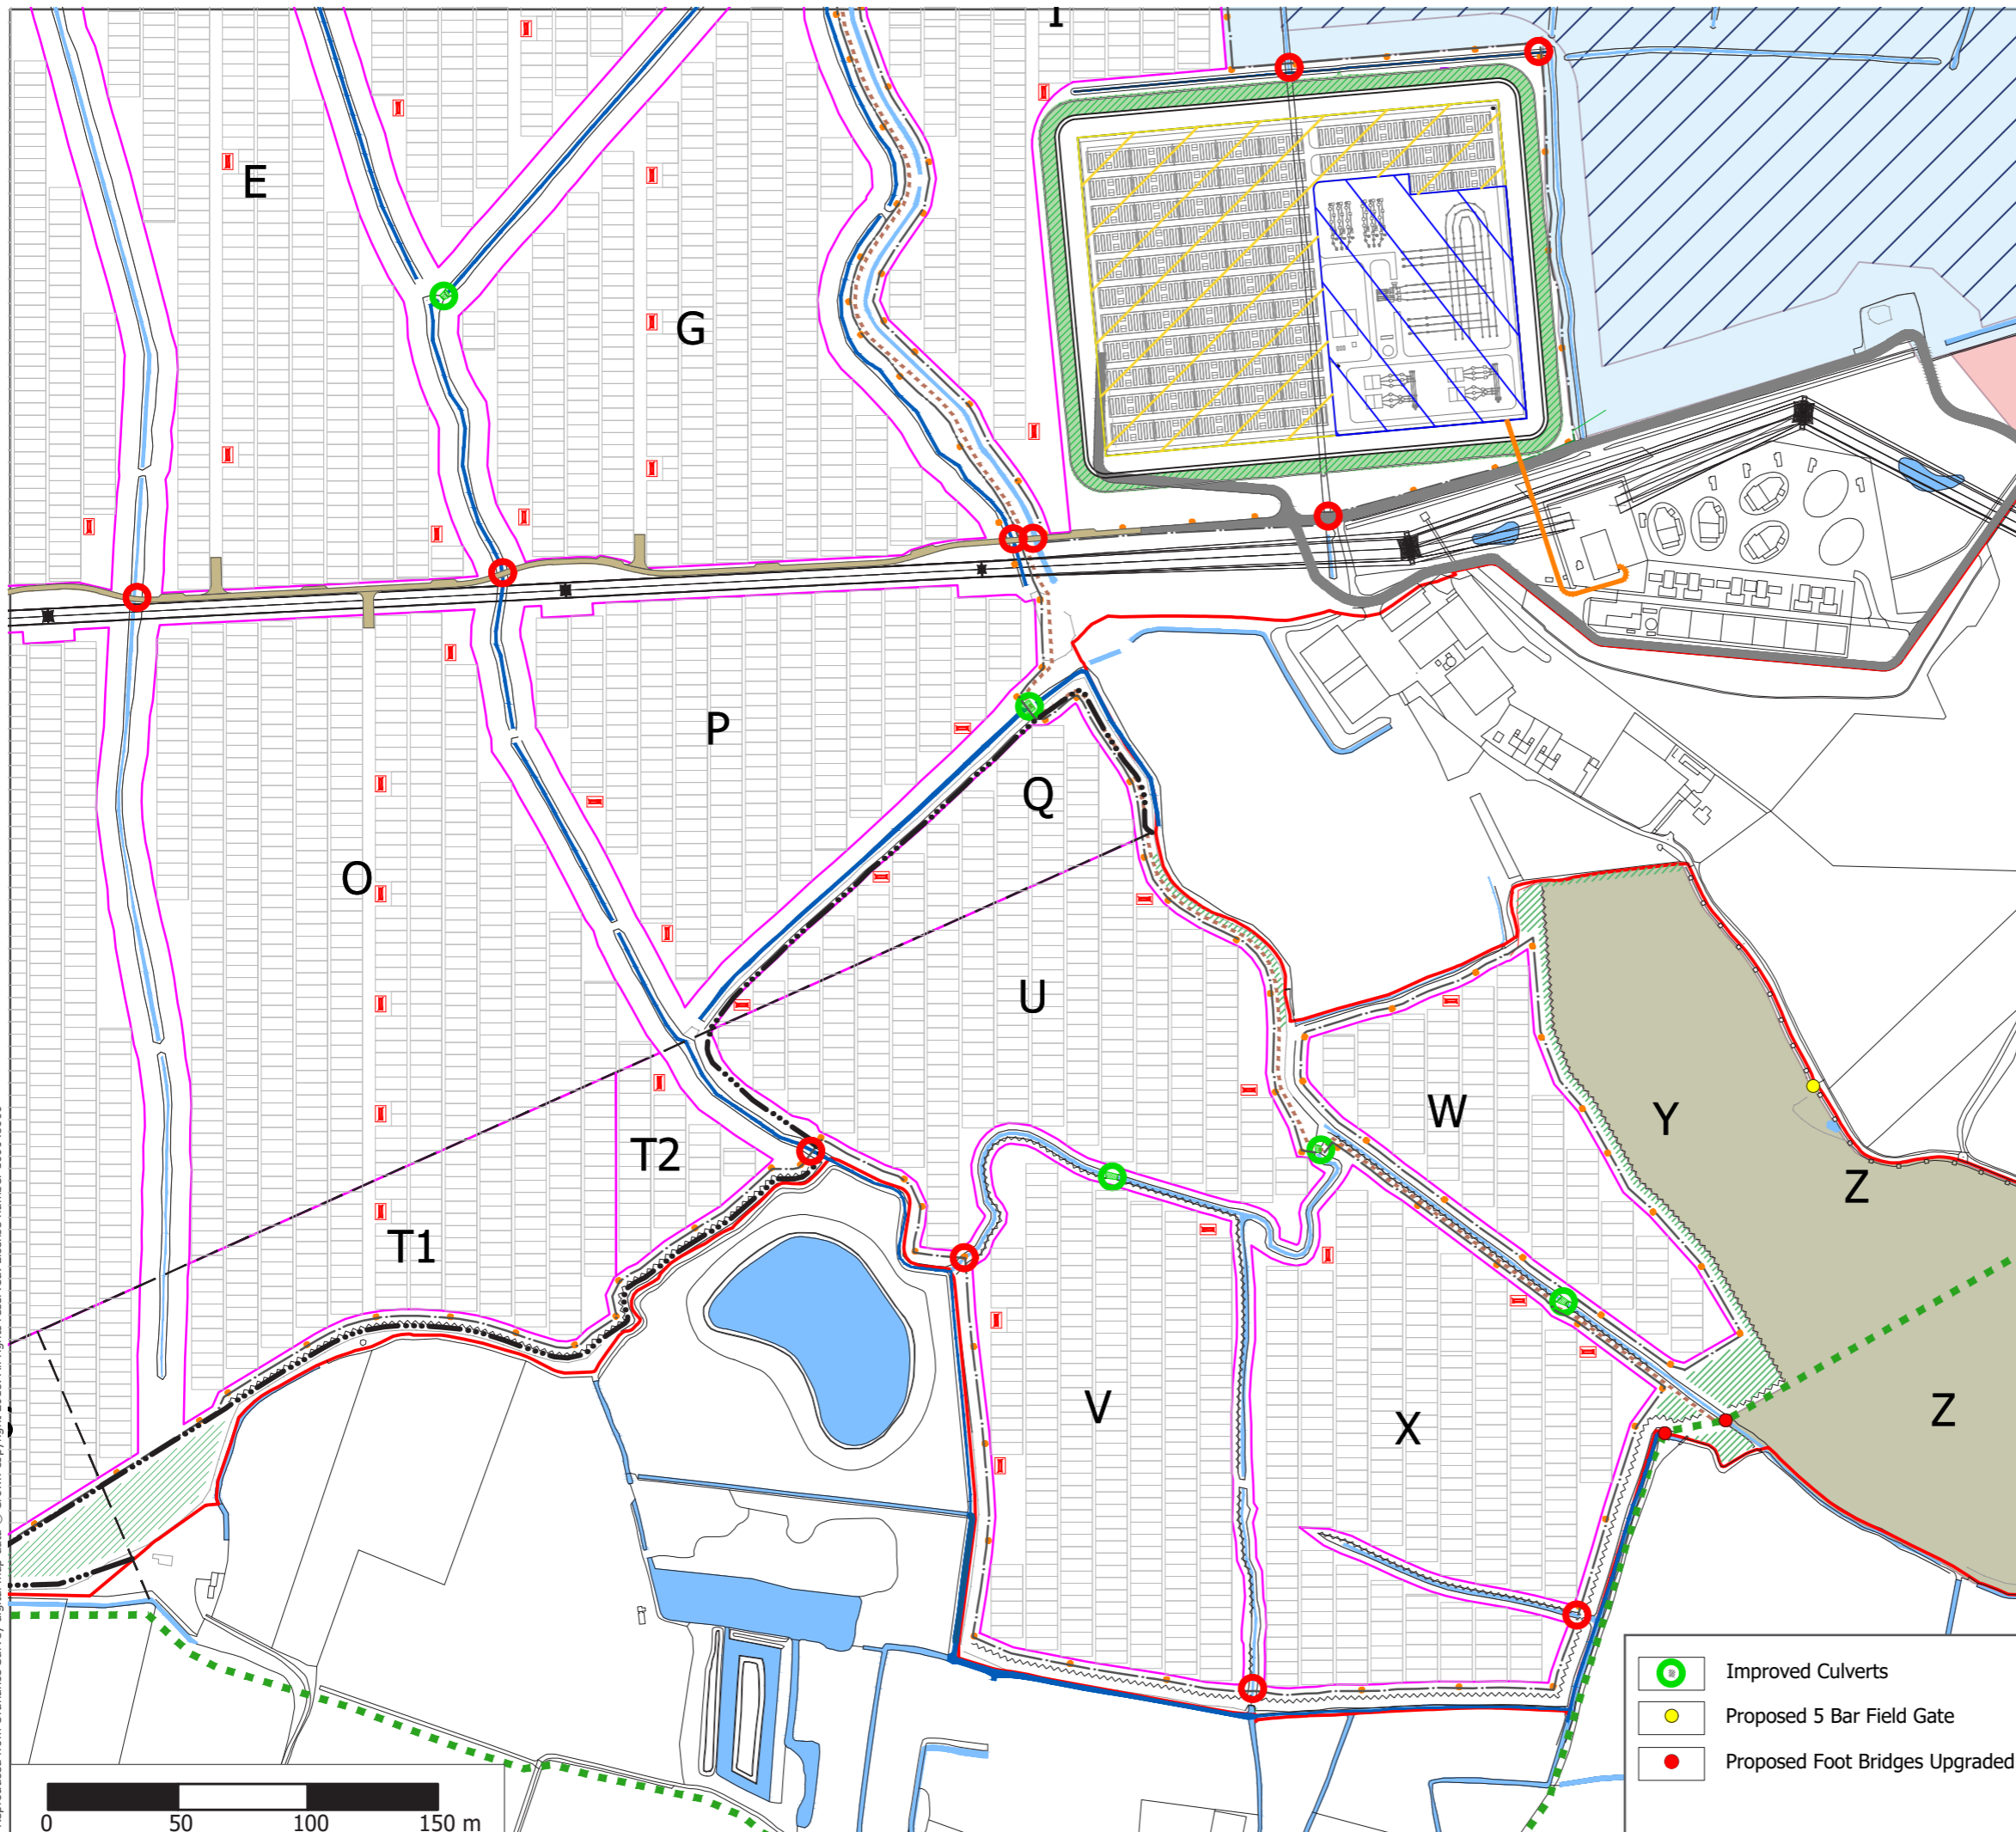 E
G
P
Q
O
U
W
Y
T2
Z
T1
V
X
Z
Improved Culverts
Proposed 5 Bar Field Gate
Proposed Foot Bridges Upgraded
0 50 100 150 m